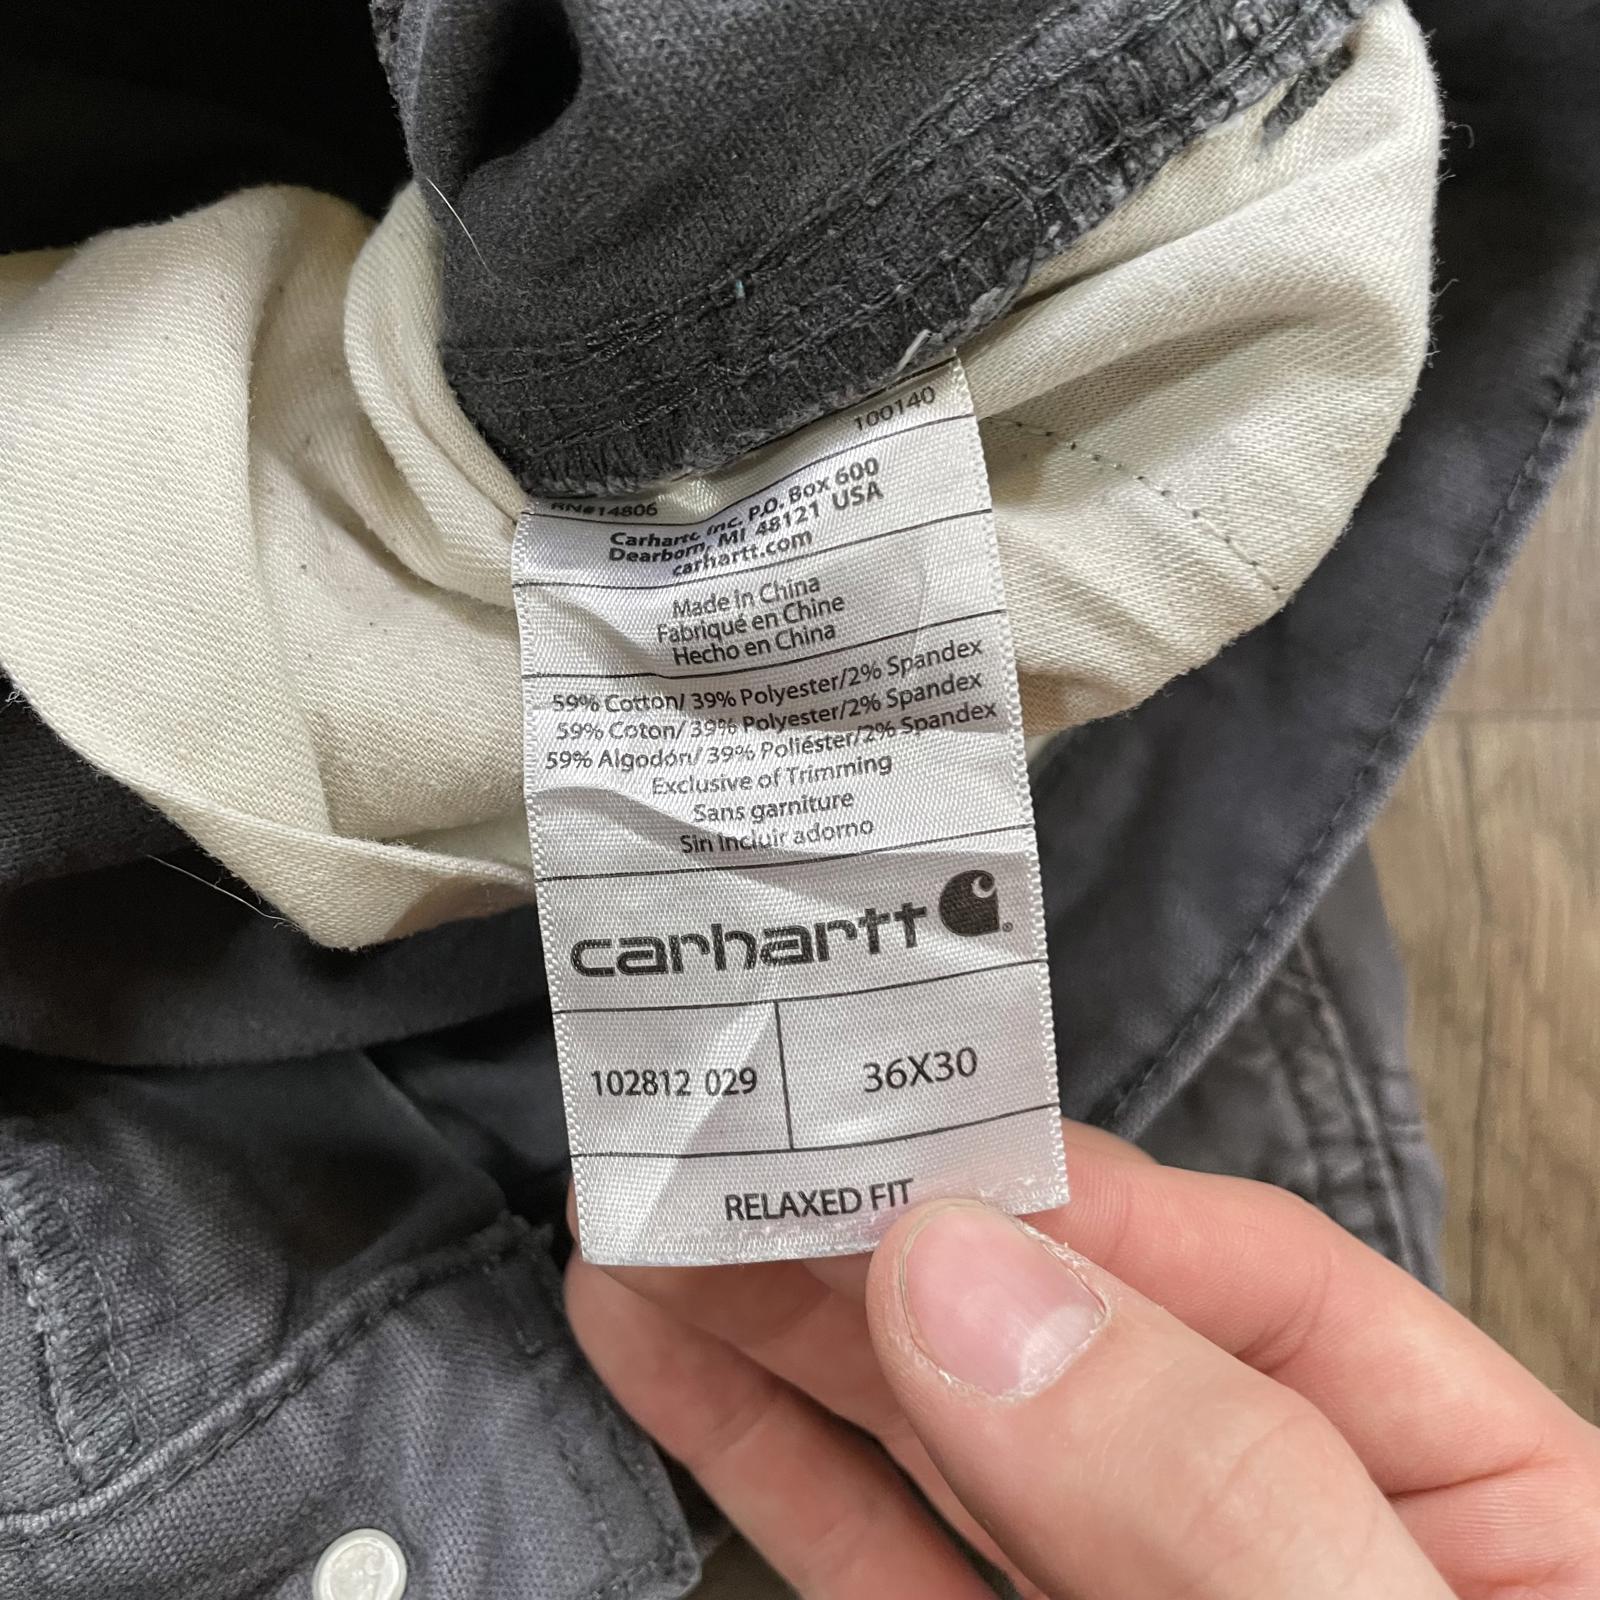 100140
RN#14806
Carhartt Inc. P.O. Box 600
Dearborn, MI 48121 USA
carhartt.com
Made in China
Fabriqué en Chine
Hecho en China
59% Cotton/ 39% Polyester/2% Spandex
59% Coton/ 39% Polyester/2% Spandex
59% Algodón/ 39% Poliéster/2% Spandex
Exclusive of Trimming
Sans garniture
Sin incluir adorno
carhartt®
102812 029
36X30
RELAXED FIT